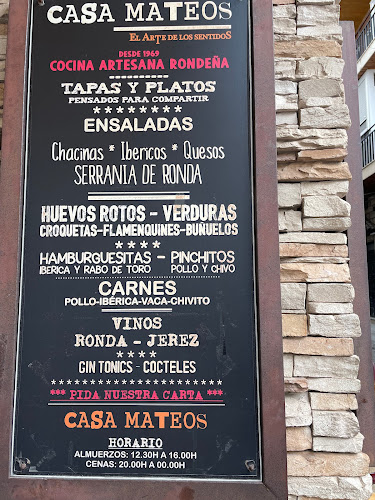 CASA MATEOS
EL ARTE DE LOS SENTIDOS
DESDE 1969
COCINA ARTESANA RONDEÑA
----------
TAPAS Y PLATOS
PENSADOS PARA COMPARTIR
********
ENSALADAS
Chacinas * Ibericos * Quesos
SERRANIA DE RONDA
--------
HUEVOS ROTOS - VERDURAS
CROQUETAS-FLAMENQUINES-BUÑUELOS
****
HAMBURGUESITAS - PINCHITOS
IBERICA Y RABO DE TORO POLLO Y CHIVO
CARNES
POLLO-IBÉRICA-VACA-CHIVITO
VINOS
RONDA - JEREZ
****
GIN TONICS - COCTELES
*** PIDA NUESTRA CARTA ***
CASA MATEOS
HORARIO
ALMUERZOS: 12.30H A 16.00H
CENAS: 20.00H A 00.00H